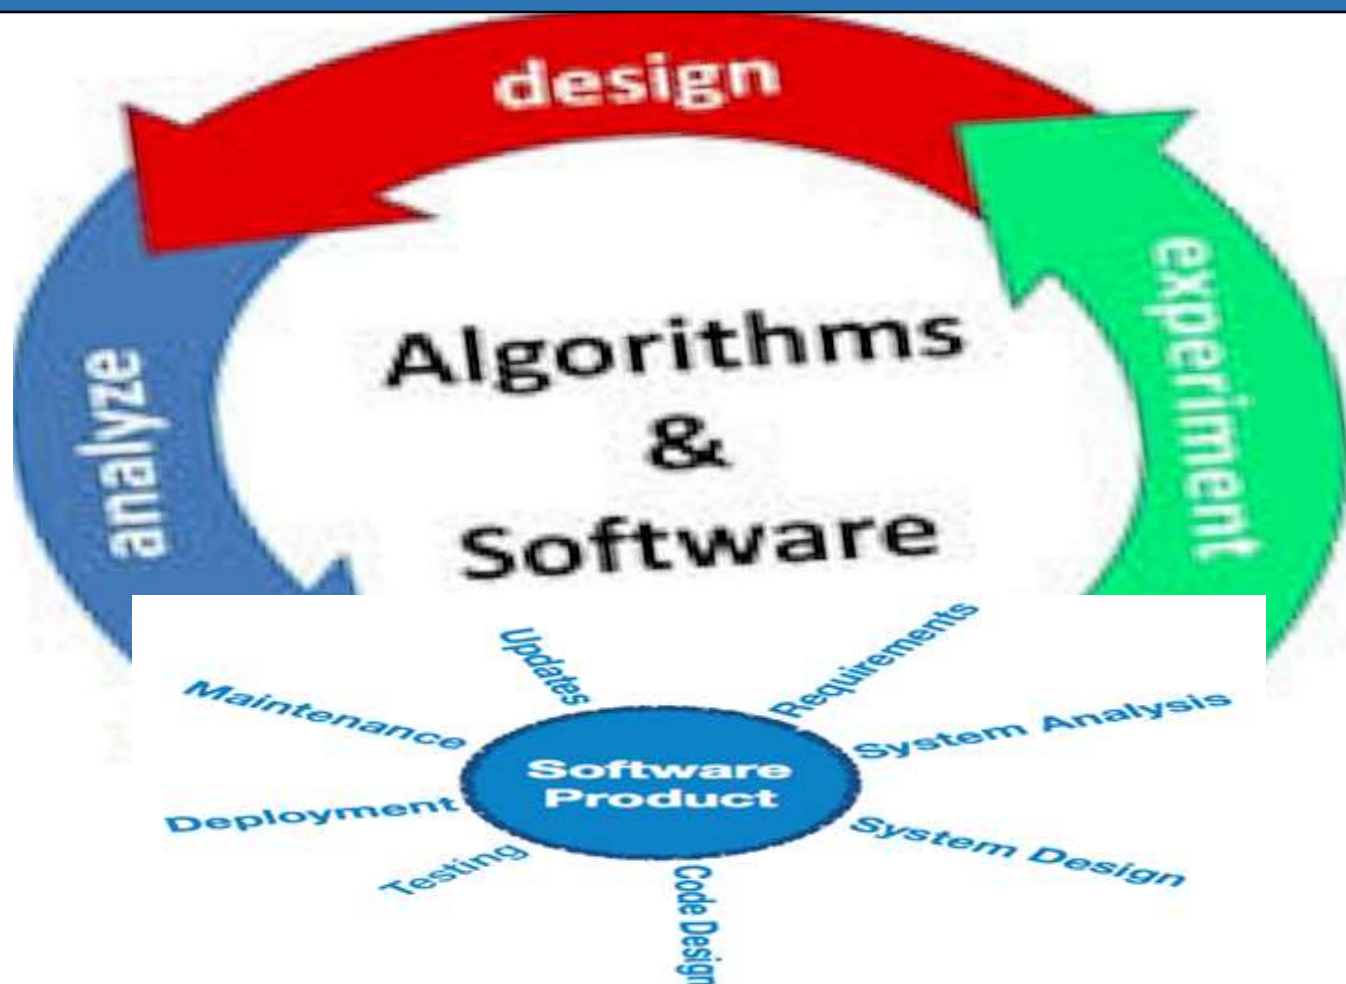 design
analyze
experiment
Algorithms
&
Software
Updates
Requirements
Maintenance
System Analysis
Software
Product
Deployment
System Design
Testing
Code Design